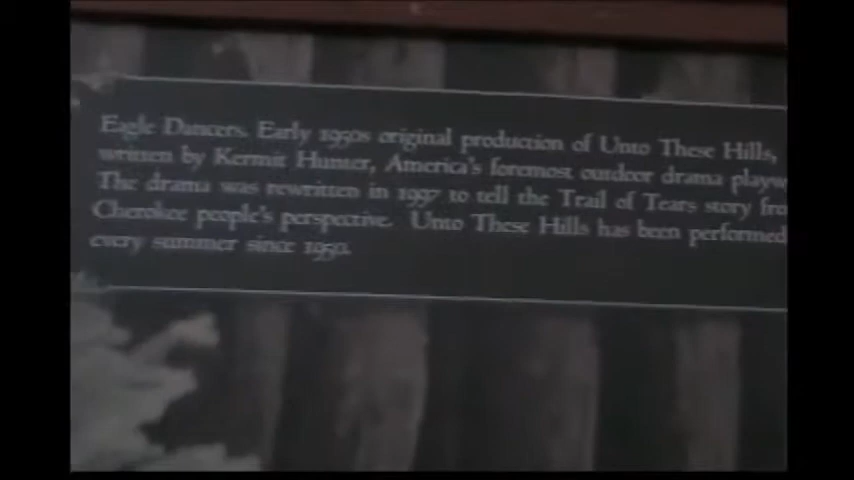 Eagle Dancers. Early 1950s original production of Unto These Hills,
written by Kermit Hunter, America's foremost outdoor drama playw
The drama was rewritten in 1997 to tell the Trail of Tears story fro
Cherokee people's perspective. Unto These Hills has been performed
every summer since 1950.